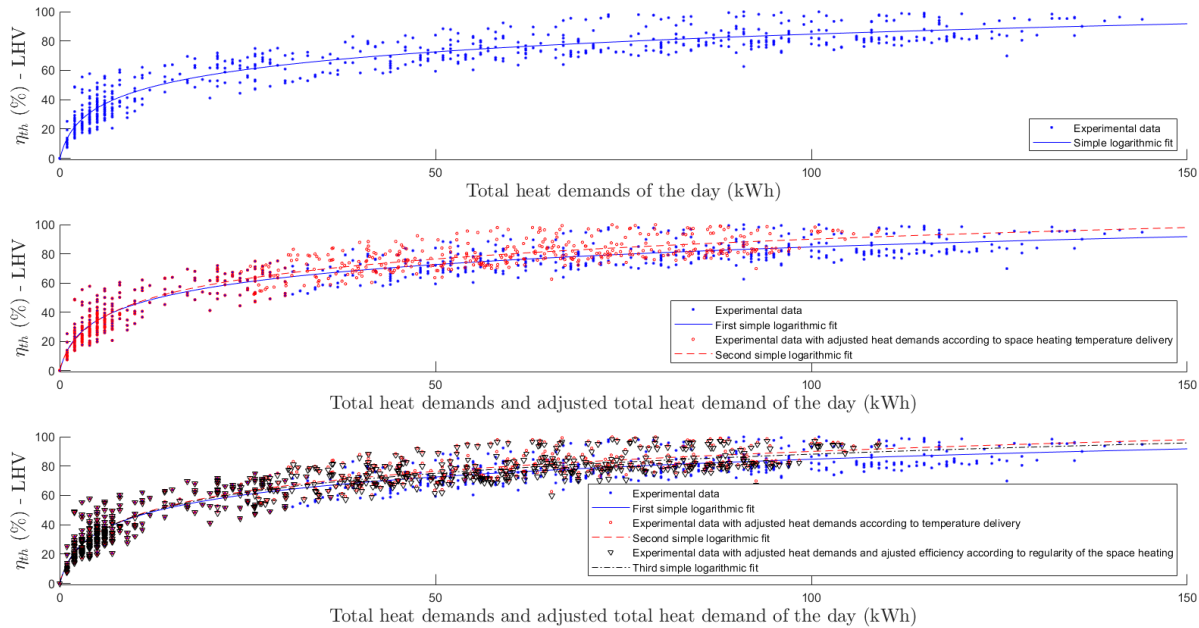 100
80
60
40
20
0
η_th (%) - LHV
Experimental data
Simple logarithmic fit
0 50 100 150
Total heat demands of the day (kWh)
100
80
60
40
20
0
η_th (%) - LHV
Experimental data
First simple logarithmic fit
Experimental data with adjusted heat demands according to space heating temperature delivery
Second simple logarithmic fit
0 50 100 150
Total heat demands and adjusted total heat demand of the day (kWh)
100
80
60
40
20
0
η_th (%) - LHV
Experimental data
First simple logarithmic fit
Experimental data with adjusted heat demands according to temperature delivery
Second simple logarithmic fit
Experimental data with adjusted heat demands and ajusted efficiency according to regularity of the space heating
Third simple logarithmic fit
0 50 100 150
Total heat demands and adjusted total heat demand of the day (kWh)